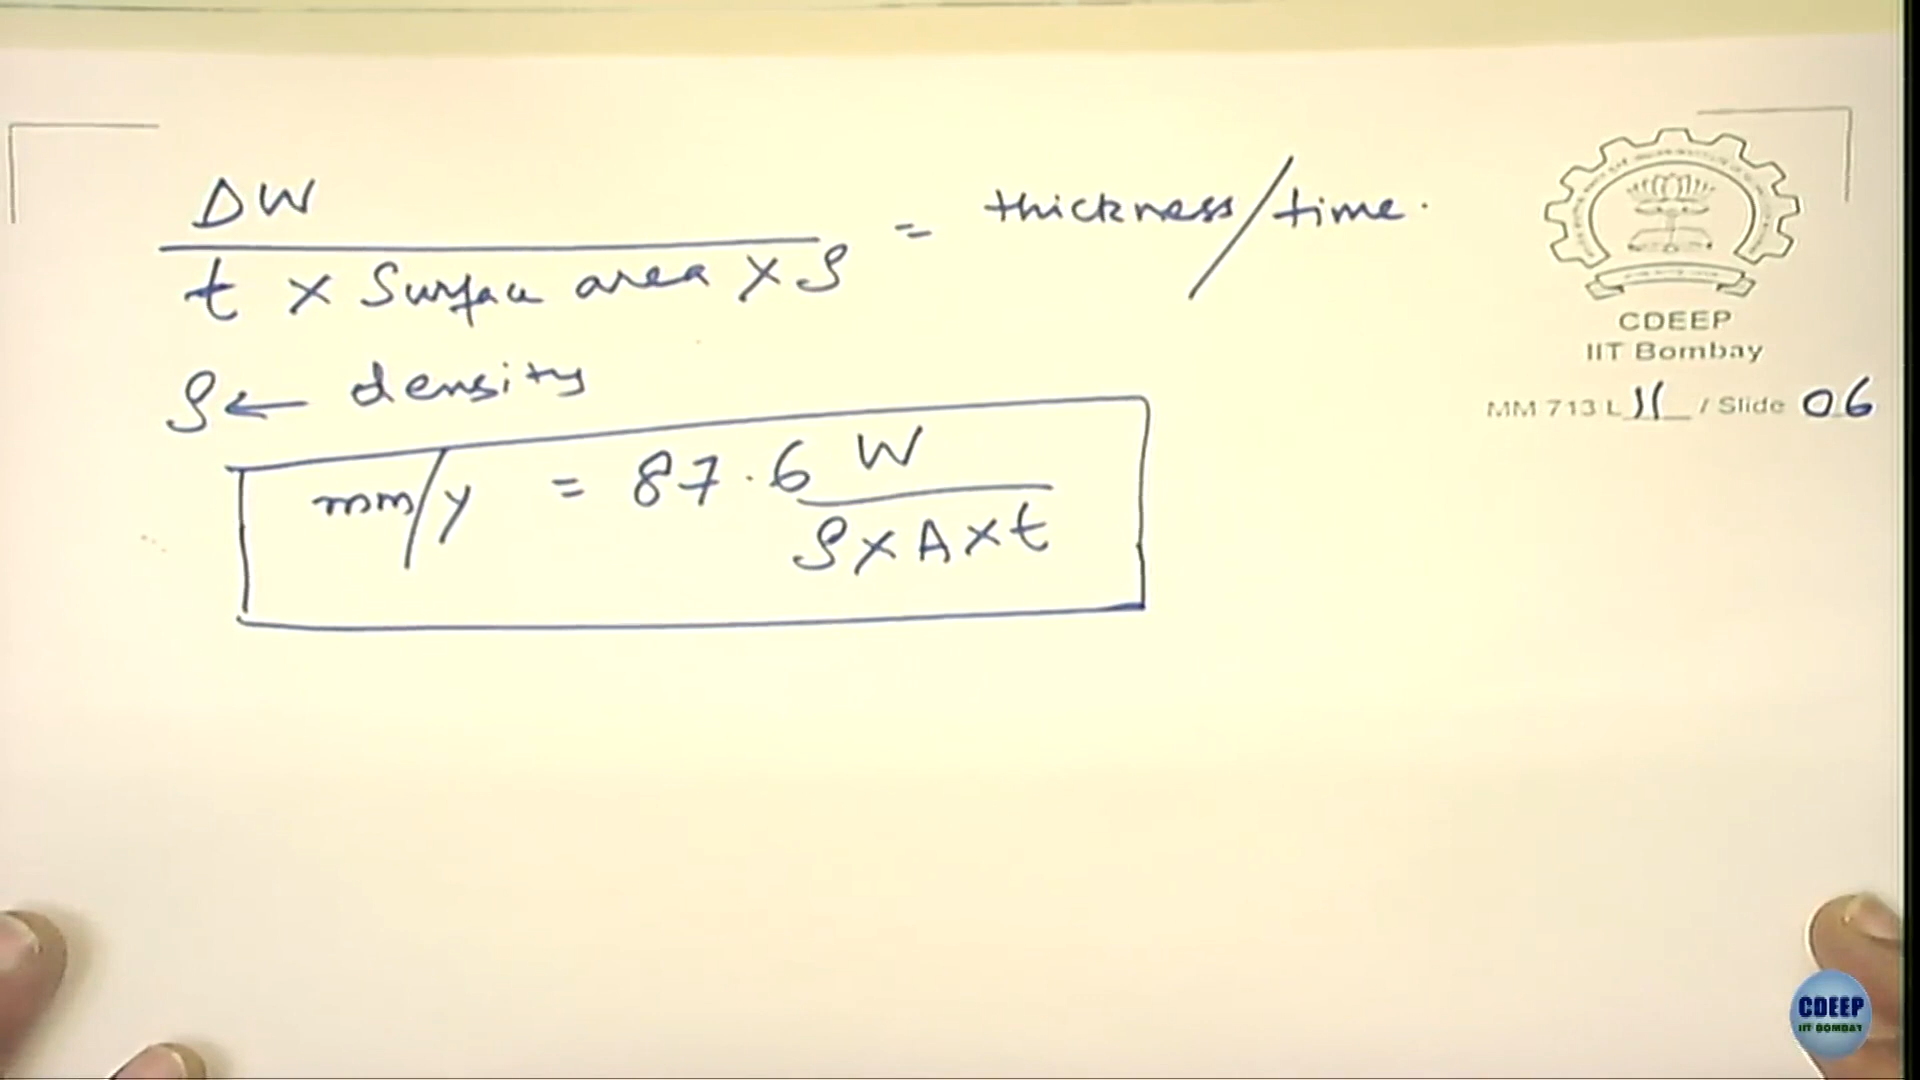 ΔW
——————————————— = thickness/time.
t × Surface area × ρ
ρ ← density
mm/y = 87.6 W
ρ × A × t
CDEEP
IIT Bombay
MM 713 L 11 / Slide 06
CDEEP
IIT BOMBAY